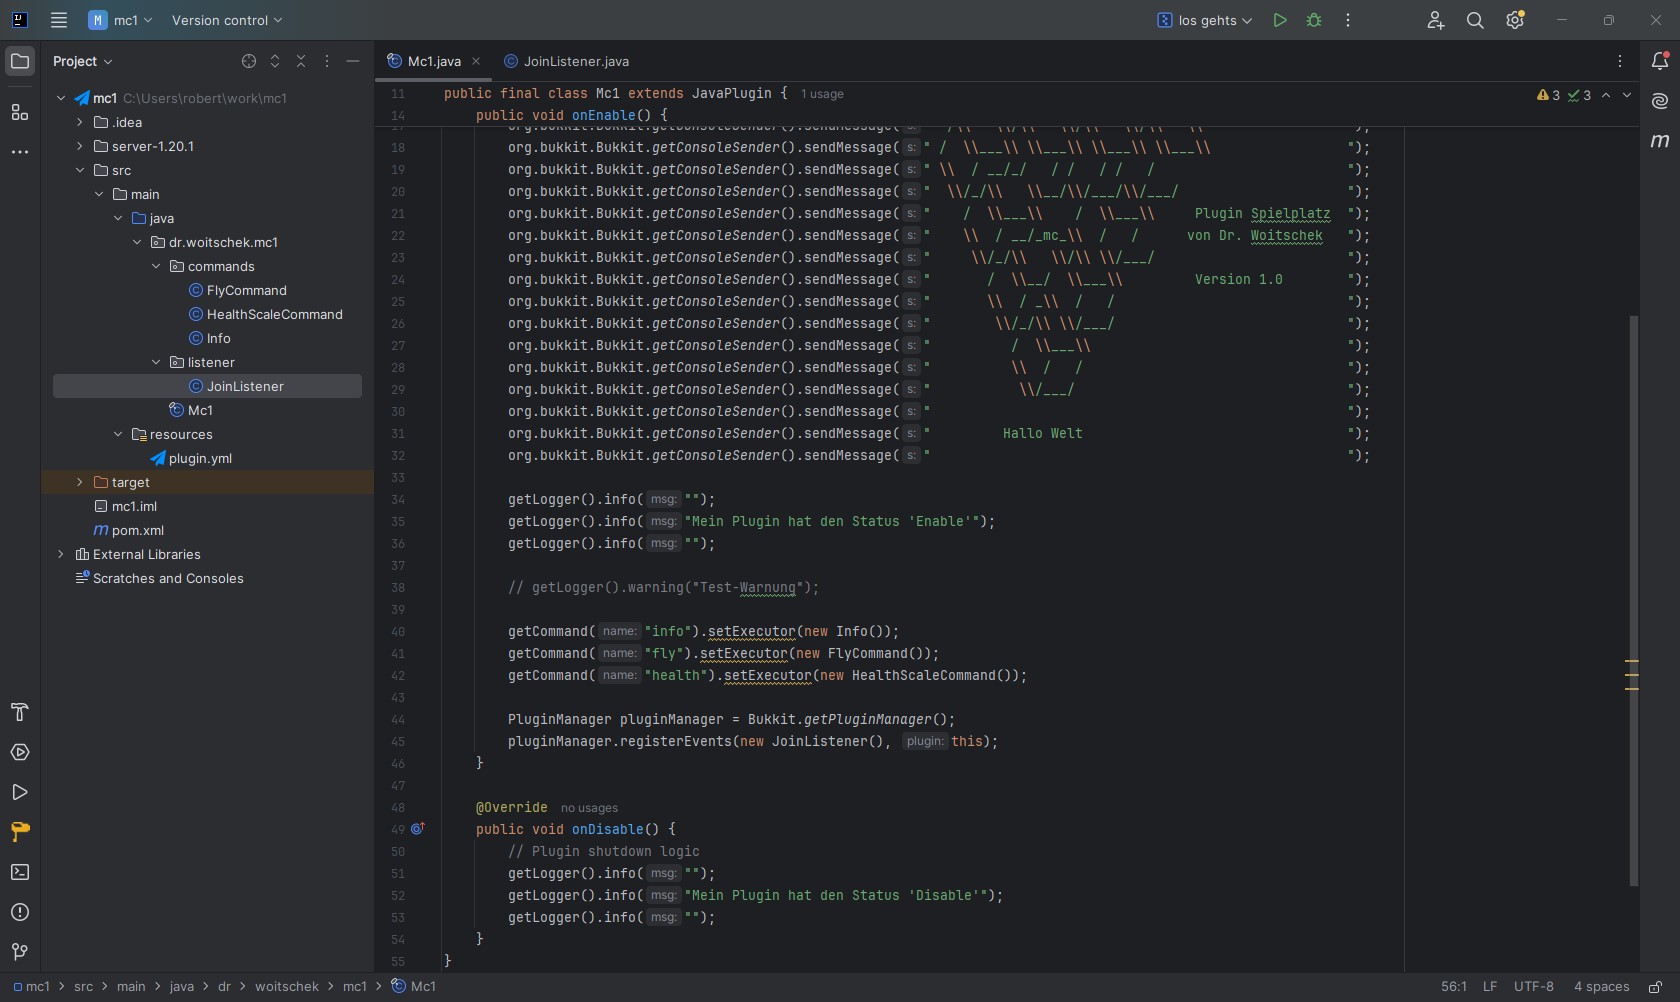 M mc1 Version control los gehts
Project
Mc1.java JoinListener.java
mc1 C:\Users\robert\work\mc1
.idea
server-1.20.1
src
main
java
dr.woitschek.mc1
commands
FlyCommand
HealthScaleCommand
Info
listener
JoinListener
Mc1
resources
plugin.yml
target
mc1.iml
pom.xml
External Libraries
Scratches and Consoles
3 3
11 public final class Mc1 extends JavaPlugin { 1 usage
14 public void onEnable() {
18 org.bukkit.Bukkit.getConsoleSender().sendMessage( s: " /  \\___\\ \\___\\ \\___\\ \\___\\                 ");
19 org.bukkit.Bukkit.getConsoleSender().sendMessage( s: " \\  / __/_/   / /   / /   /                        ");
20 org.bukkit.Bukkit.getConsoleSender().sendMessage( s: "  \\/_/\\   \\__/\\/___/\\/___/                     ");
21 org.bukkit.Bukkit.getConsoleSender().sendMessage( s: "    /  \\___\\    /  \\___\\     Plugin Spielplatz  ");
22 org.bukkit.Bukkit.getConsoleSender().sendMessage( s: "    \\  / __/_mc_\\  /   /      von Dr. Woitschek   ");
23 org.bukkit.Bukkit.getConsoleSender().sendMessage( s: "     \\/_/\\   \\/\\ \\/___/                        ");
24 org.bukkit.Bukkit.getConsoleSender().sendMessage( s: "       /  \\__/  \\___\\         Version 1.0        ");
25 org.bukkit.Bukkit.getConsoleSender().sendMessage( s: "       \\  / _\\  /   /                             ");
26 org.bukkit.Bukkit.getConsoleSender().sendMessage( s: "        \\/_/\\ \\/___/                             ");
27 org.bukkit.Bukkit.getConsoleSender().sendMessage( s: "          /  \\___\\                                ");
28 org.bukkit.Bukkit.getConsoleSender().sendMessage( s: "          \\  /   /                                 ");
29 org.bukkit.Bukkit.getConsoleSender().sendMessage( s: "           \\/___/                                  ");
30 org.bukkit.Bukkit.getConsoleSender().sendMessage( s: "                                                    ");
31 org.bukkit.Bukkit.getConsoleSender().sendMessage( s: "         Hallo Welt                                 ");
32 org.bukkit.Bukkit.getConsoleSender().sendMessage( s: "                                                    ");
33
34 getLogger().info( msg: "");
35 getLogger().info( msg: "Mein Plugin hat den Status 'Enable'");
36 getLogger().info( msg: "");
37
38 // getLogger().warning("Test-Warnung");
39
40 getCommand( name: "info").setExecutor(new Info());
41 getCommand( name: "fly").setExecutor(new FlyCommand());
42 getCommand( name: "health").setExecutor(new HealthScaleCommand());
43
44 PluginManager pluginManager = Bukkit.getPluginManager();
45 pluginManager.registerEvents(new JoinListener(), plugin: this);
46 }
47
48 @Override no usages
49 public void onDisable() {
50 // Plugin shutdown logic
51 getLogger().info( msg: "");
52 getLogger().info( msg: "Mein Plugin hat den Status 'Disable'");
53 getLogger().info( msg: "");
54 }
55 }
mc1 > src > main > java > dr > woitschek > mc1 > Mc1 56:1 LF UTF-8 4 spaces